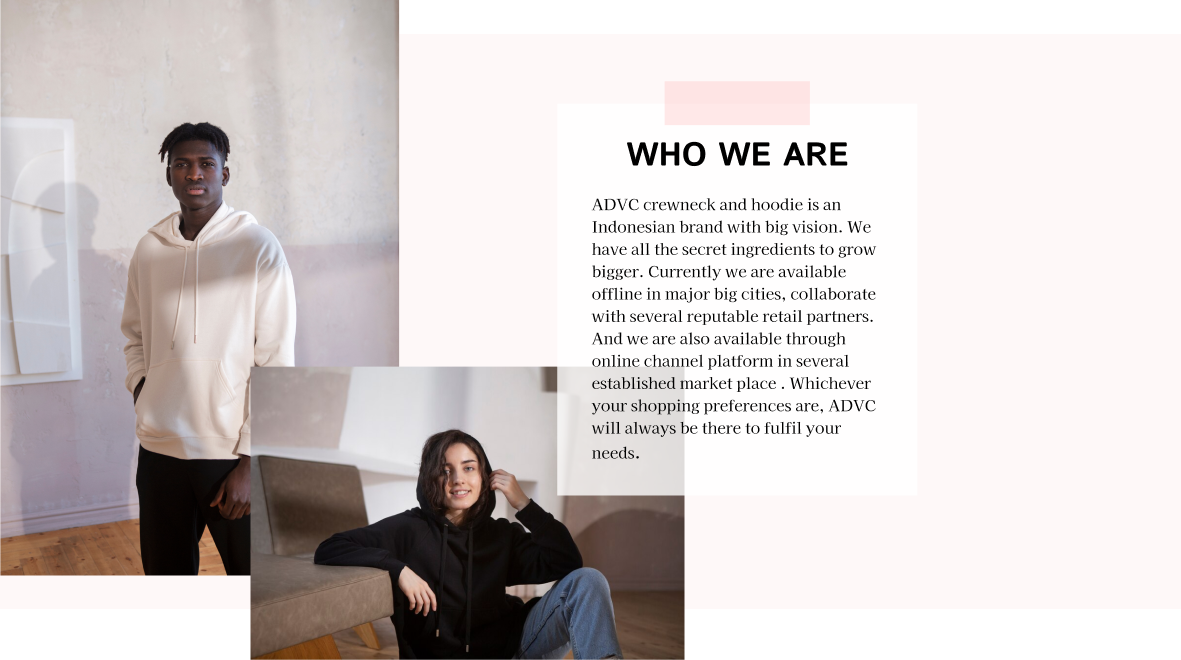 WHO WE ARE
ADVC crewneck and hoodie is an
Indonesian brand with big vision. We
have all the secret ingredients to grow
bigger. Currently we are available
offline in major big cities, collaborate
with several reputable retail partners.
And we are also available through
online channel platform in several
established market place . Whichever
your shopping preferences are, ADVC
will always be there to fulfil your
needs.